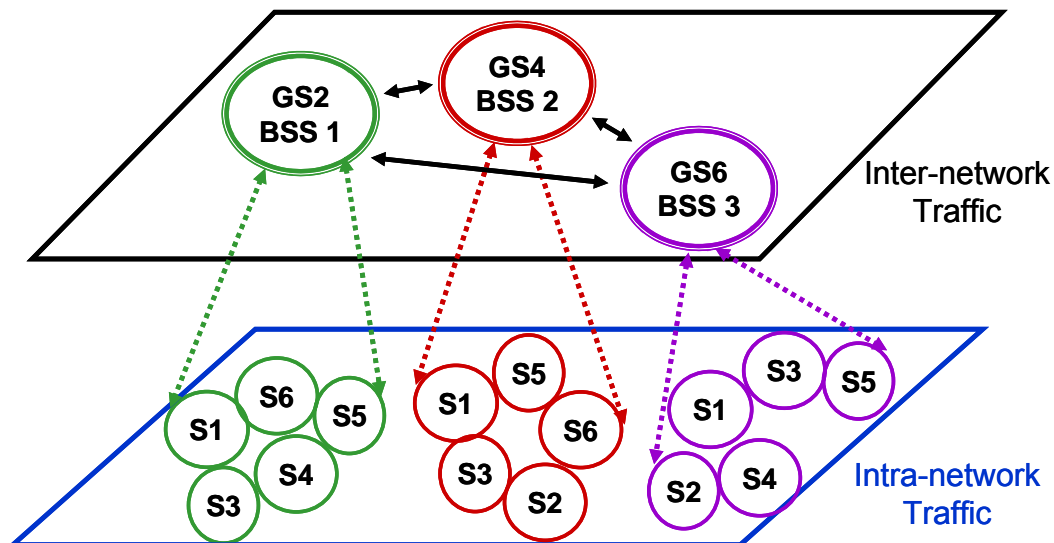 GS2
BSS 1
GS4
BSS 2
GS6
BSS 3
Inter-network
Traffic
S1
S6
S5
S4
S3
S1
S5
S6
S3
S2
S1
S3
S5
S2
S4
Intra-network
Traffic